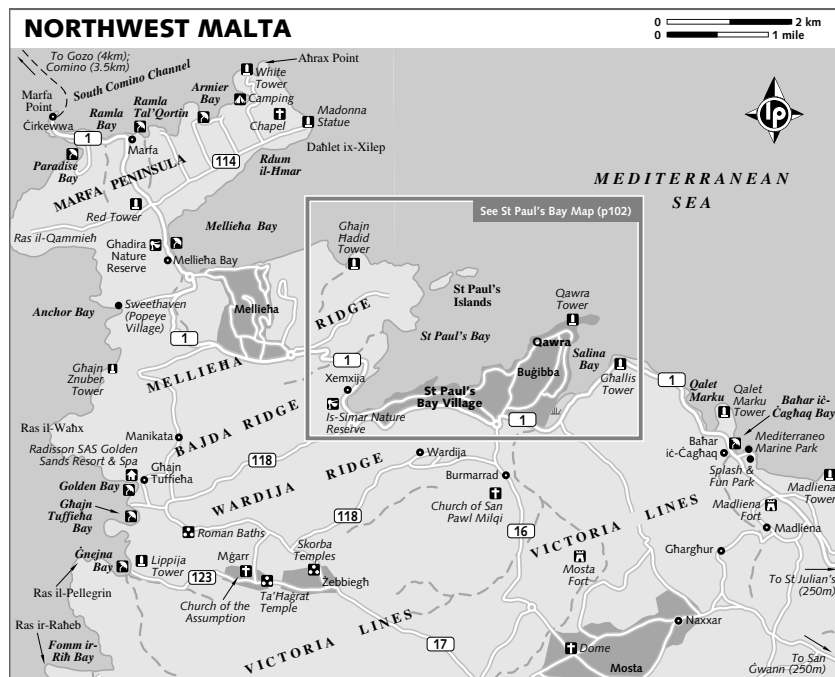 NORTHWEST MALTA
0 2 km
0 1 mile
To Gozo (4km);
Comino (3.5km)
South Comino Channel
Marfa
Point
Ċirkewwa
Ramla
Bay
Ramla
Tal'Qortin
Armier
Bay
White
Tower
Camping
Aħrax Point
Chapel
Madonna
Statue
Daħlet ix-Xilep
1
Marfa
Paradise
Bay
114
Rdum
il-Hmar
MARFA PENINSULA
Red Tower
Ras il-Qammieħ
Mellieħa Bay
Ghadira
Nature
Reserve
Mellieħa Bay
lp
MEDITERRANEAN
SEA
See St Paul's Bay Map (p102)
Għajn
Ħadid
Tower
St Paul's
Islands
St Paul's Bay
Qawra
Tower
Qawra
Buġibba
Salina
Bay
Għallis
Tower
Anchor Bay
Sweethaven
(Popeye
Village)
Mellieħa
1
MELLIEĦA RIDGE
1
Xemxija
Is-Simar Nature
Reserve
St Paul's
Bay Village
1
1
Qalet
Marku
Qalet
Marku
Tower
Baħar iċ-
Ċagħaq Bay
Baħar
iċ-Ċagħaq
Mediterraneo
Marine Park
Splash &
Fun Park
Madliena
Tower
Madliena
Fort
Madliena
Għajn
Znuber
Tower
Ras il-Waħx
Manikata
BAJDA RIDGE
Radisson SAS Golden
Sands Resort & Spa
Għajn
Tuffieħa
118
WARDIJA RIDGE
Wardija
Burmarrad
Church of San
Pawl Milqi
Golden Bay
Għajn
Tuffieħa
Bay
Roman Baths
118
16
VICTORIA LINES
Għargħur
To St Julian's
(250m)
Ġnejna
Bay
Lippija
Tower
Mġarr
Skorba
Temples
Żebbiegħ
Mosta
Fort
Ras il-Pellegrin
123
Church of the
Assumption
Ta'Ħaġrat
Temple
Ras ir-Raħeb
Fomm ir-
Riħ Bay
VICTORIA LINES
17
Dome
Mosta
Naxxar
To San
Ġwann (250m)